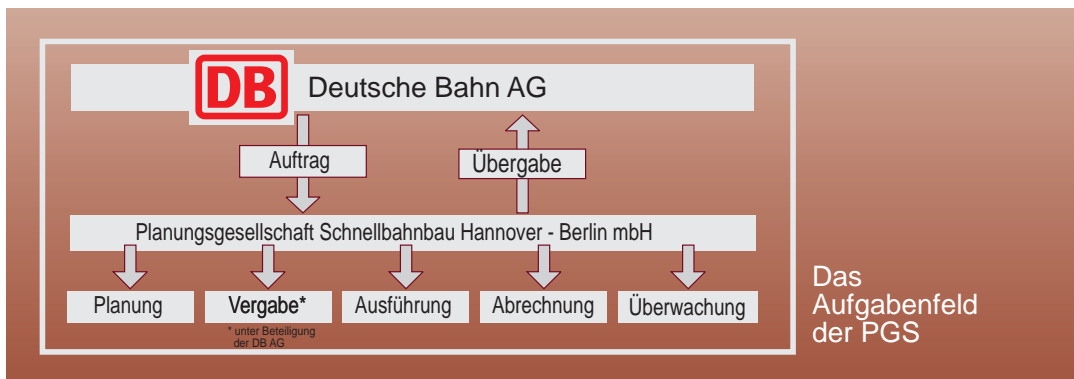 DB Deutsche Bahn AG
Auftrag
Übergabe
Planungsgesellschaft Schnellbahnbau Hannover - Berlin mbH
Planung
Vergabe*
Ausführung
Abrechnung
Überwachung
* unter Beteiligung
der DB AG
Das
Aufgabenfeld
der PGS